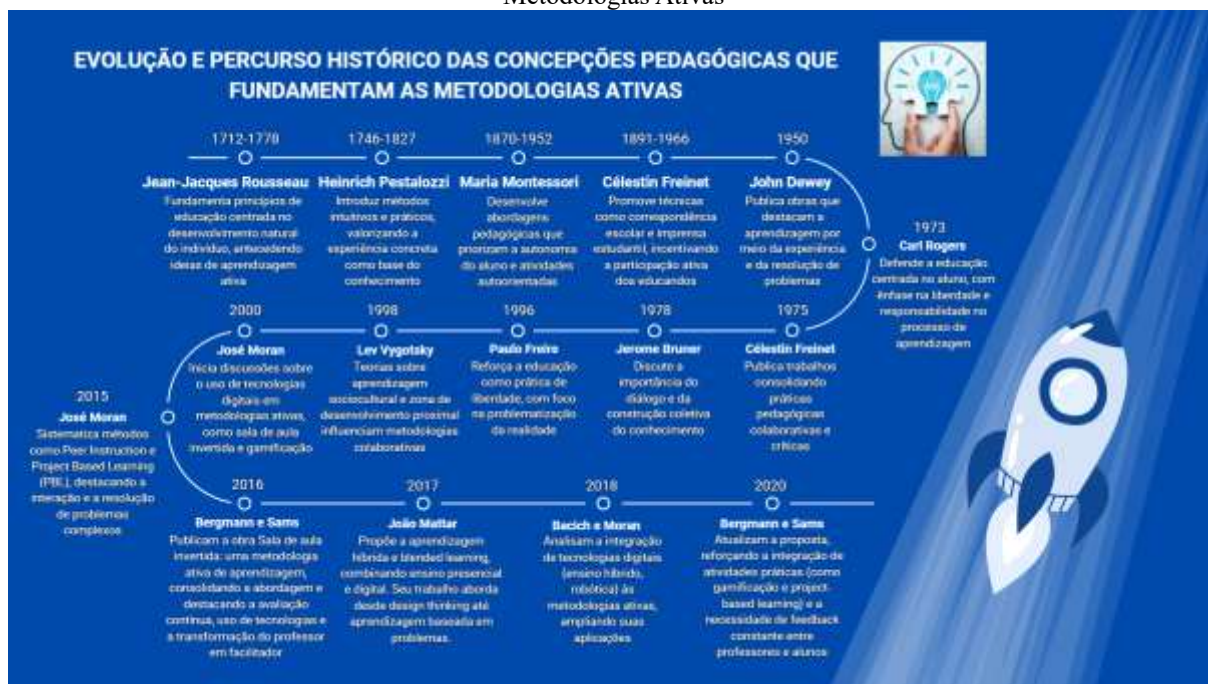 Metodologias Ativas
EVOLUÇÃO E PERCURSO HISTÓRICO DAS CONCEPÇÕES PEDAGÓGICAS QUE
FUNDAMENTAM AS METODOLOGIAS ATIVAS
1712-1778
Jean-Jacques Rousseau
Fundamenta princípios de
educação centrada no
desenvolvimento natural
do indivíduo, antecedendo
ideias de aprendizagem
ativa
1746-1827
Heinrich Pestalozzi
Introduz métodos
intuitivos e práticos,
valorizando a
experiência concreta
como base do
conhecimento
1870-1952
Maria Montessori
Desenvolve
abordagens
pedagógicas que
priorizam a autonomia
do aluno e atividades
autoorientadas
1891-1966
Célestin Freinet
Promove técnicas
como correspondência
escolar e imprensa
estudantil, incentivando
a participação ativa
dos educandos
1950
John Dewey
Publica obras que
destacam a
aprendizagem por
meio da experiência
e da resolução de
problemas
1973
Carl Rogers
Defende a educação
centrada no aluno, com
ênfase na liberdade e
responsabilidade no
processo de
aprendizagem
1975
Célestin Freinet
Publica trabalhos
consolidando
práticas
pedagógicas
colaborativas e
críticas
1978
Jerome Bruner
Discute a
importância do
diálogo e da
construção coletiva
do conhecimento
1996
Paulo Freire
Reforça a educação
como prática de
liberdade, com foco
na problematização
da realidade
1998
Lev Vygotsky
Teorias sobre
aprendizagem
sociocultural e zona de
desenvolvimento proximal
influenciam metodologias
colaborativas
2000
José Moran
Inicia discussões sobre
o uso de tecnologias
digitais em
metodologias ativas,
como sala de aula
invertida e gamificação
2015
José Moran
Sistematiza métodos
como Peer Instruction e
Project Based Learning
(PBL), destacando a
interação e a resolução
de problemas
complexos
2016
Bergmann e Sams
Publicam a obra Sala de aula
invertida: uma metodologia
ativa de aprendizagem,
consolidando a abordagem e
destacando a avaliação
contínua, uso de tecnologias e
a transformação do professor
em facilitador
2017
João Mattar
Propõe a aprendizagem
híbrida e blended learning,
combinando ensino presencial
e digital. Seu trabalho aborda
desde design thinking até
aprendizagem baseada em
problemas.
2018
Bacich e Moran
Analisam a integração
de tecnologias digitais
(ensino híbrido,
robótica) às
metodologias ativas,
ampliando suas
aplicações
2020
Bergmann e Sams
Atualizam a proposta,
reforçando a integração de
atividades práticas (como
gamificação e project-
based learning) e a
necessidade de feedback
constante entre
professores e alunos